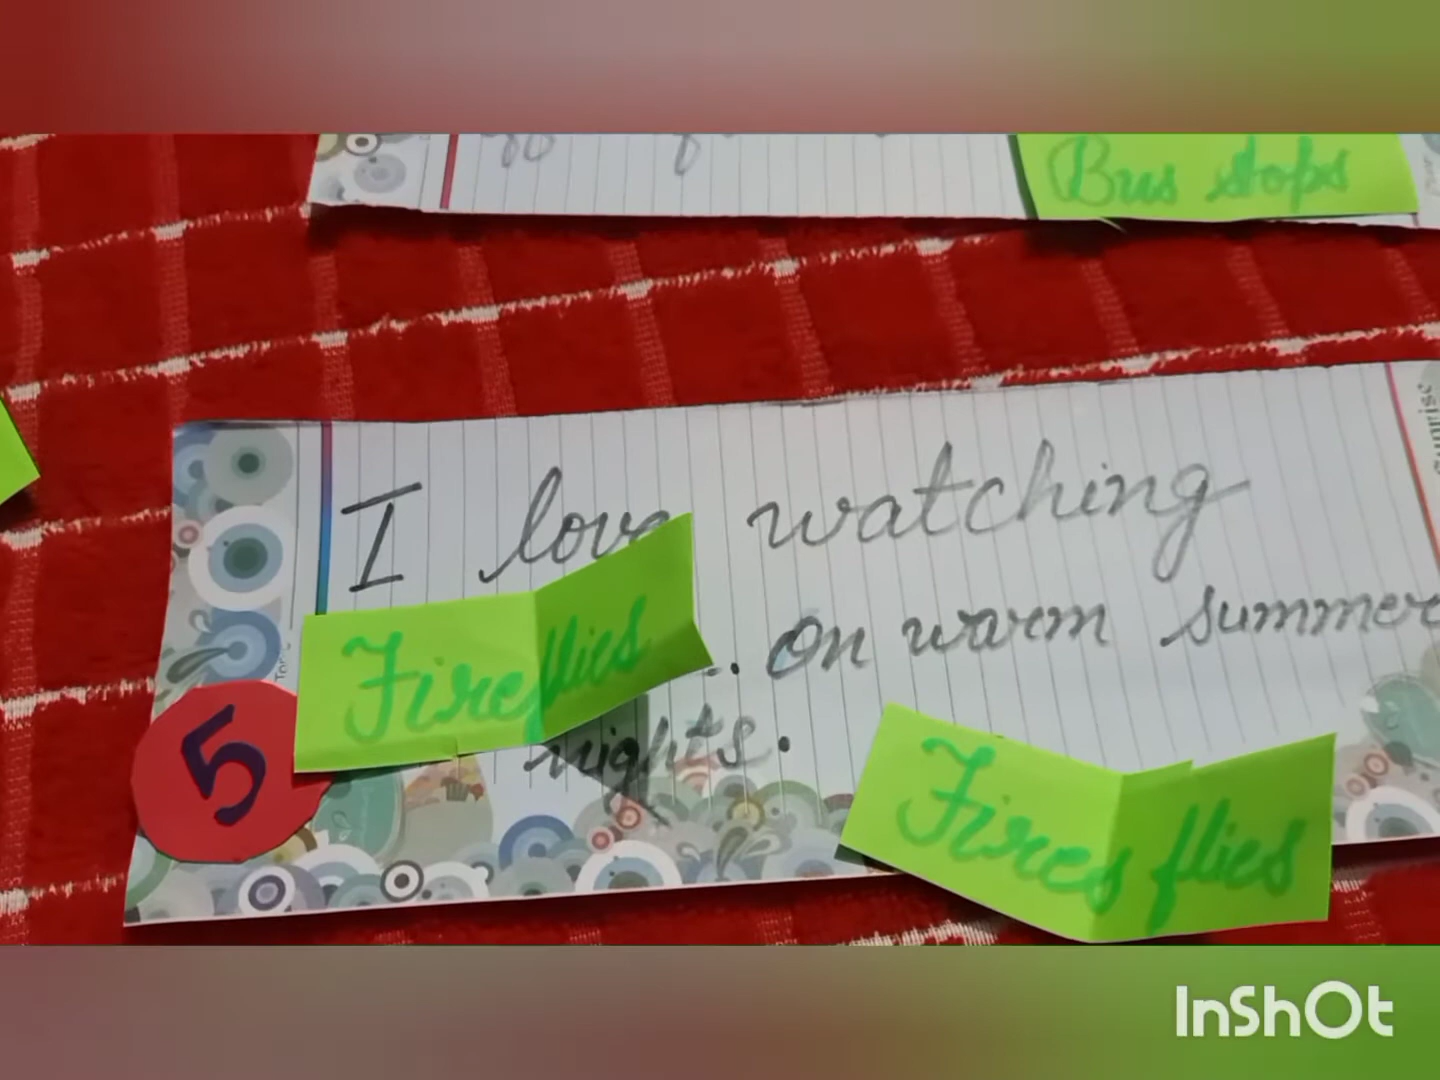 Bus stops
I love watching
Fireflies .. on warm summer
nights.
5
Fires flies
InShOt